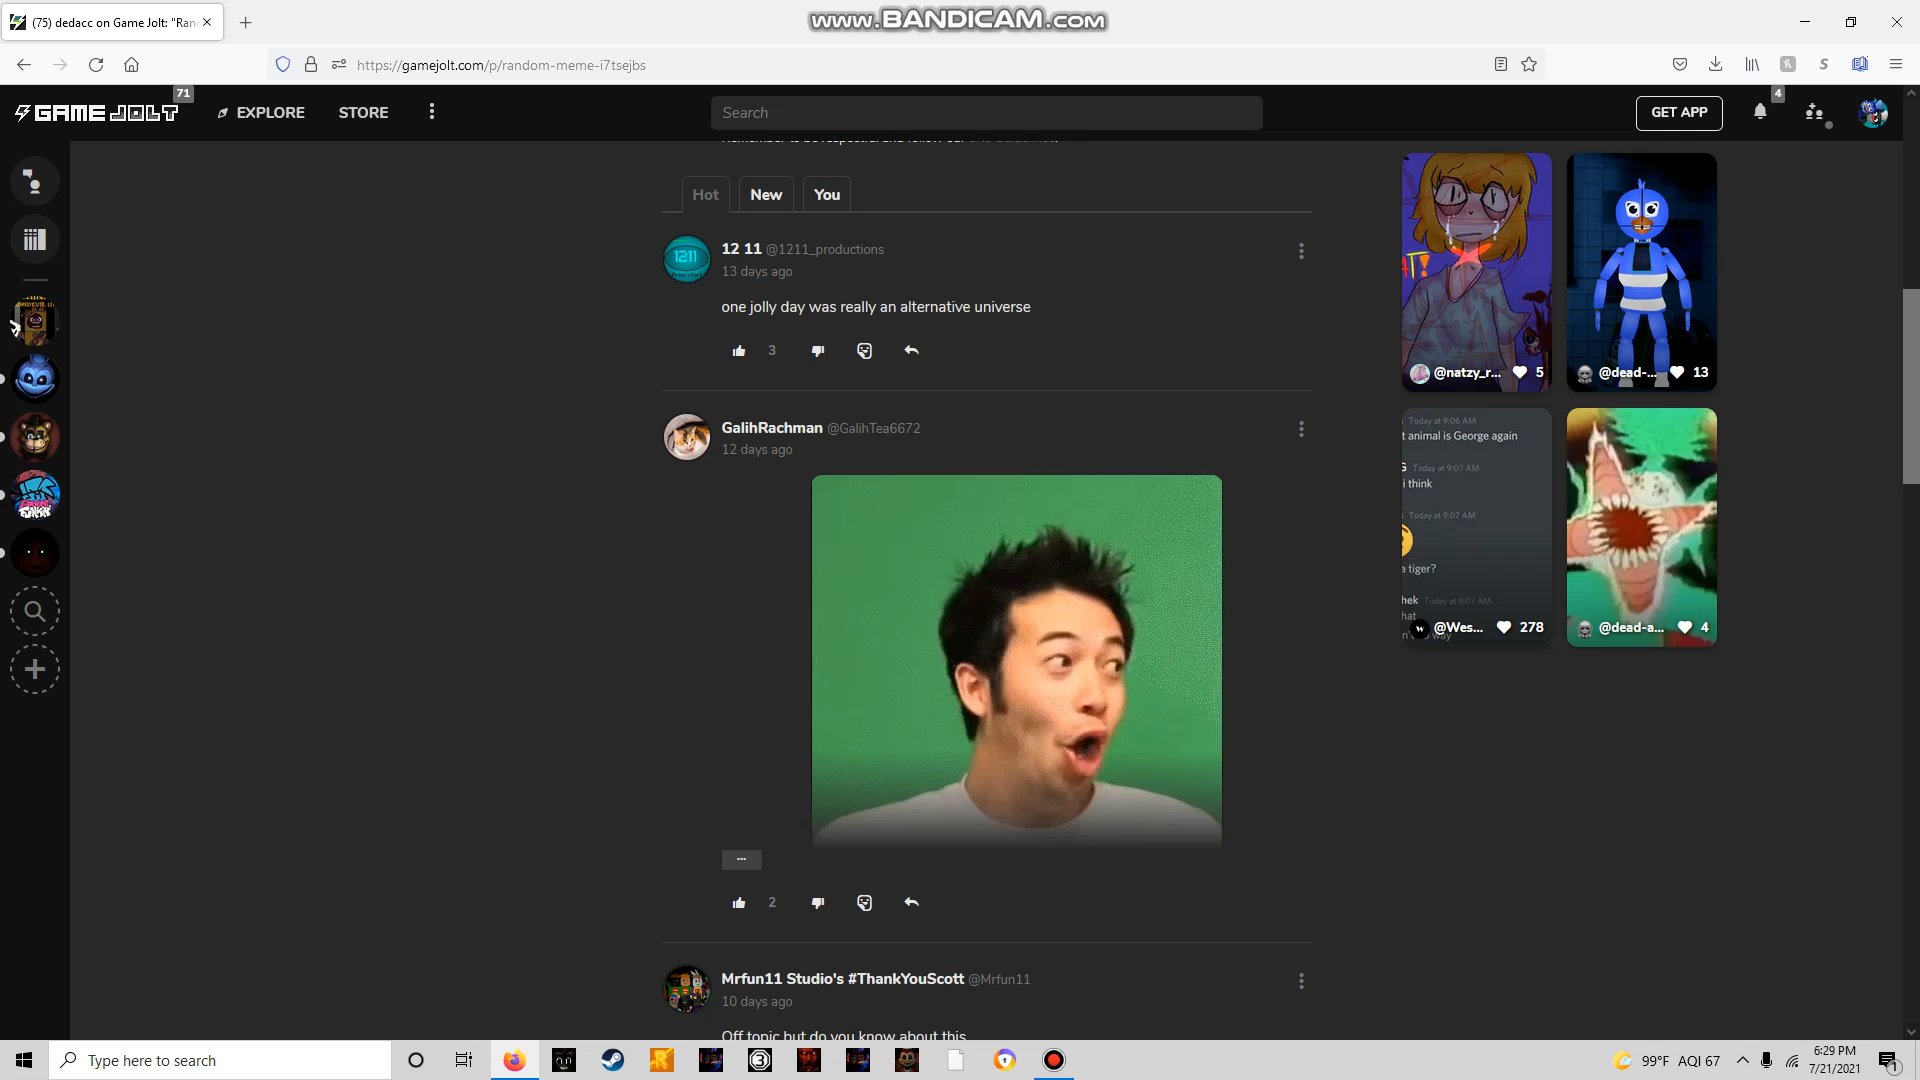 (75) dedacc on Game Jolt: "Ran
www.BANDICAM.com
https://gamejolt.com/p/random-meme-i7tsejbs
GAME JOLT
71
EXPLORE
STORE
Search
GET APP
4
Hot
New
You
12 11 @1211_productions
13 days ago
one jolly day was really an alternative universe
3
GalihRachman @GalihTea6672
12 days ago
2
Mrfun11 Studio's #ThankYouScott @Mrfun11
10 days ago
Off topic but do you know about this
@natzy_r... 5
@dead-... 13
Today at 9:06 AM
t animal is George again
G Today at 9:07 AM
i think
Today at 9:07 AM
a tiger?
hek Today at 9:07 AM
hat
@Wes... 278
@dead-a... 4
Type here to search
99°F AQI 67
6:29 PM
7/21/2021
1